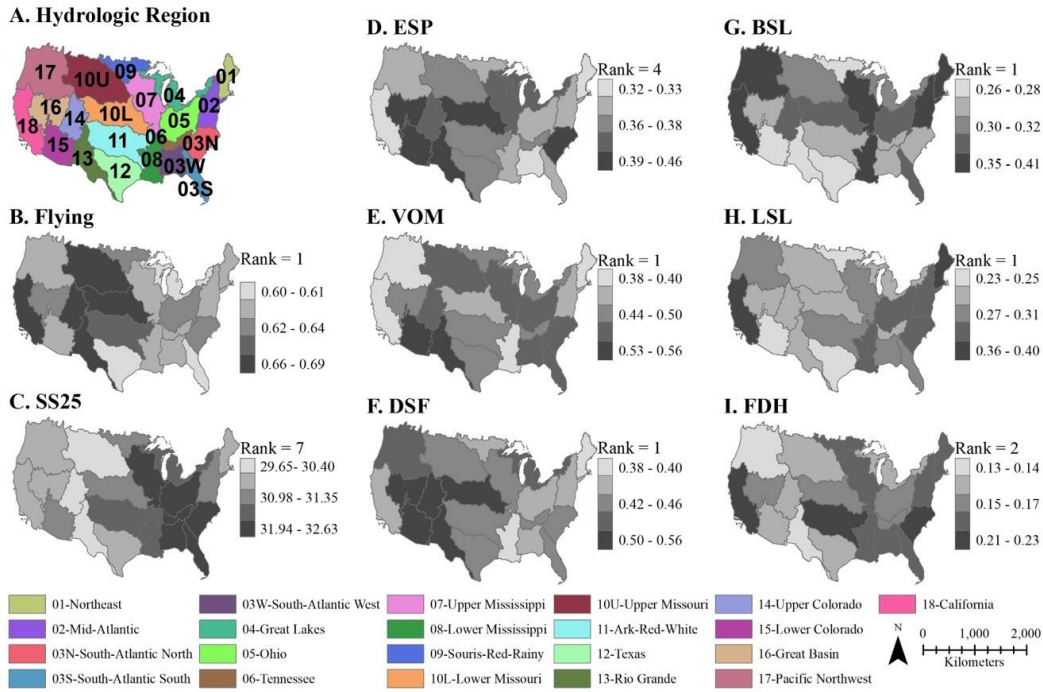 A. Hydrologic Region
17
10U
09
01
04
07
02
16
14
10L
05
18
06
11
03N
15
08
13
03W
12
03S
B. Flying
Rank = 1
0.60 - 0.61
0.62 - 0.64
0.66 - 0.69
C. SS25
Rank = 7
29.65- 30.40
30.98 - 31.35
31.94 - 32.63
D. ESP
Rank = 4
0.32 - 0.33
0.36 - 0.38
0.39 - 0.46
E. VOM
Rank = 1
0.38 - 0.40
0.44 - 0.50
0.53 - 0.56
F. DSF
Rank = 1
0.38 - 0.40
0.42 - 0.46
0.50 - 0.56
G. BSL
Rank = 1
0.26 - 0.28
0.30 - 0.32
0.35 - 0.41
H. LSL
Rank = 1
0.23 - 0.25
0.27 - 0.31
0.36 - 0.40
I. FDH
Rank = 2
0.13 - 0.14
0.15 - 0.17
0.21 - 0.23
01-Northeast
02-Mid-Atlantic
03N-South-Atlantic North
03S-South-Atlantic South
03W-South-Atlantic West
04-Great Lakes
05-Ohio
06-Tennessee
07-Upper Mississippi
08-Lower Mississippi
09-Souris-Red-Rainy
10L-Lower Missouri
10U-Upper Missouri
11-Ark-Red-White
12-Texas
13-Rio Grande
14-Upper Colorado
15-Lower Colorado
16-Great Basin
17-Pacific Northwest
18-California
N
0 1,000 2,000
Kilometers